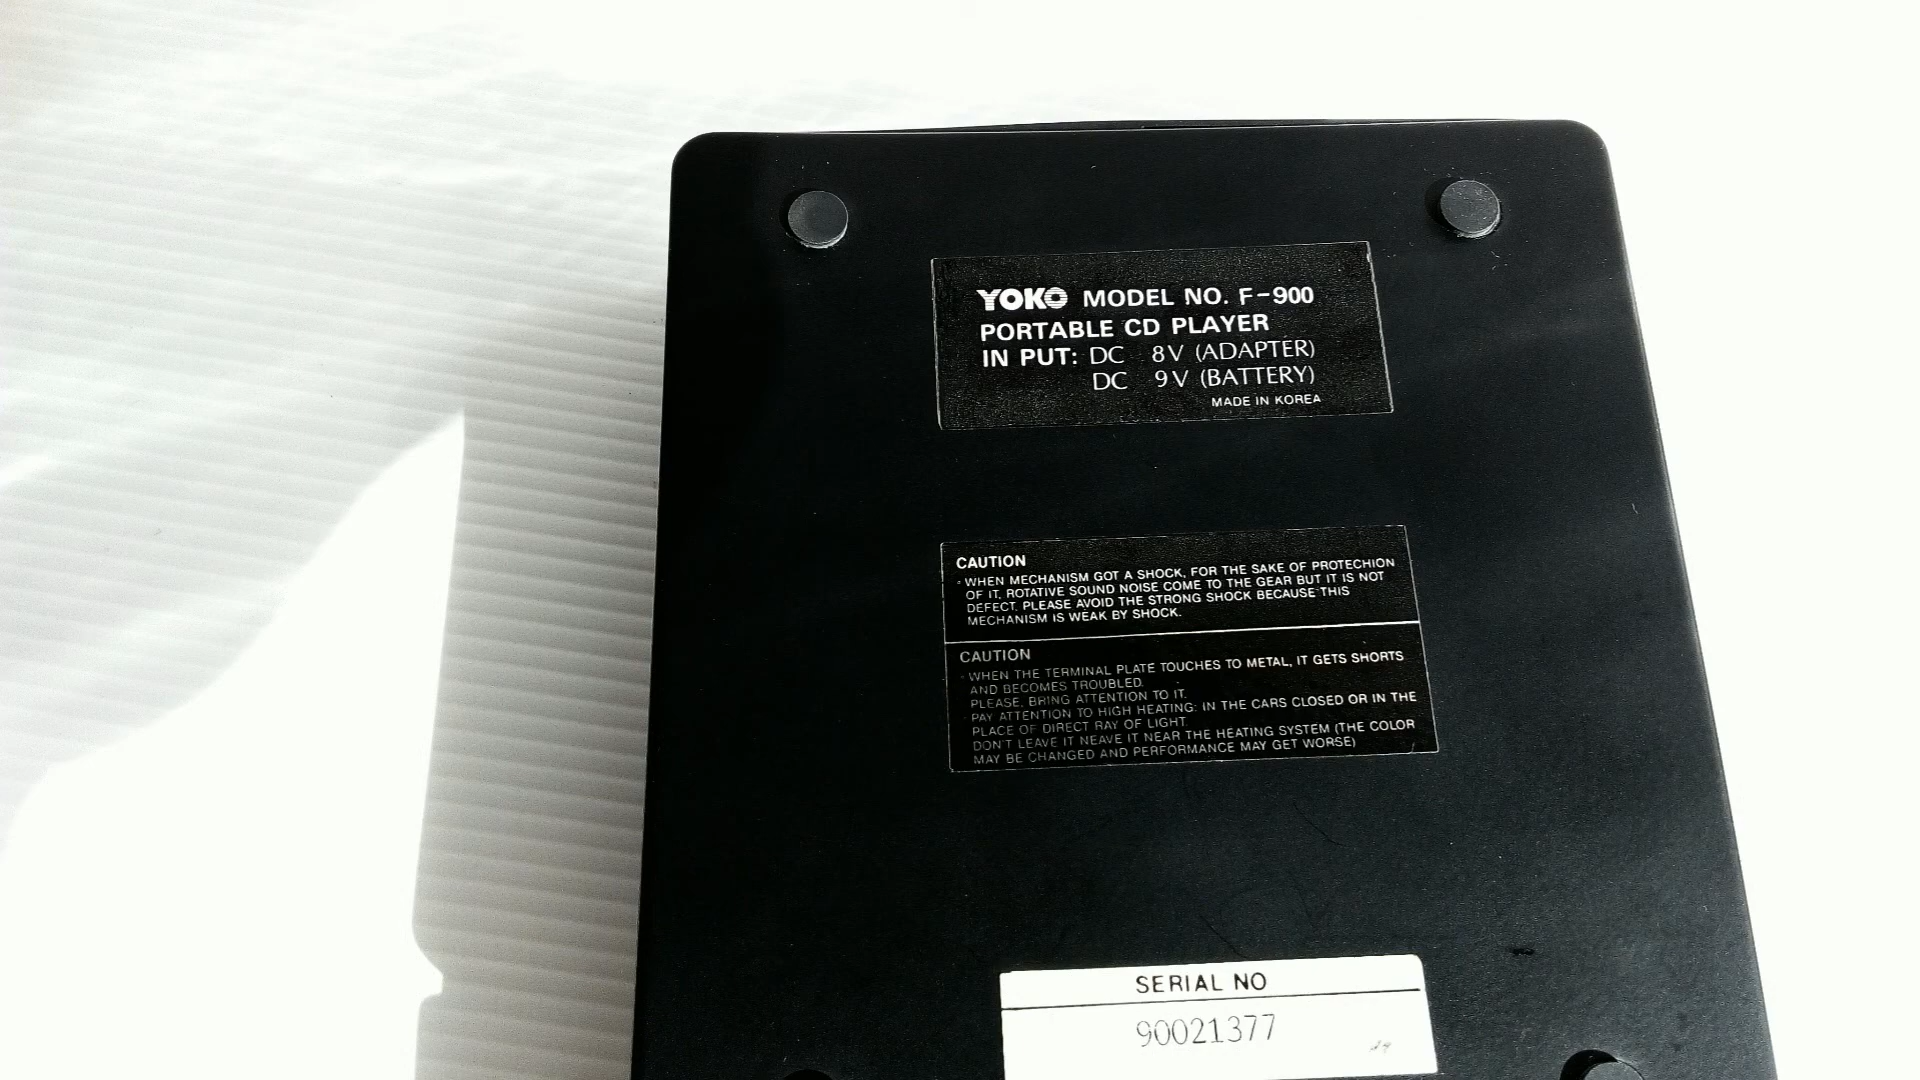 YOKO MODEL NO. F-900
PORTABLE CD PLAYER
IN PUT: DC 8V (ADAPTER)
DC 9V (BATTERY)
MADE IN KOREA
CAUTION
- WHEN MECHANISM GOT A SHOCK, FOR THE SAKE OF PROTECHION
OF IT, ROTATIVE SOUND NOISE COME TO THE GEAR BUT IT IS NOT
DEFECT. PLEASE AVOID THE STRONG SHOCK BECAUSE THIS
MECHANISM IS WEAK BY SHOCK.
CAUTION
- WHEN THE TERMINAL PLATE TOUCHES TO METAL, IT GETS SHORTS
AND BECOMES TROUBLED.
PLEASE, BRING ATTENTION TO IT.
- PAY ATTENTION TO HIGH HEATING: IN THE CARS CLOSED OR IN THE
PLACE OF DIRECT RAY OF LIGHT.
DON'T LEAVE IT NEAVE IT NEAR THE HEATING SYSTEM (THE COLOR
MAY BE CHANGED AND PERFORMANCE MAY GET WORSE)
SERIAL NO
90021377